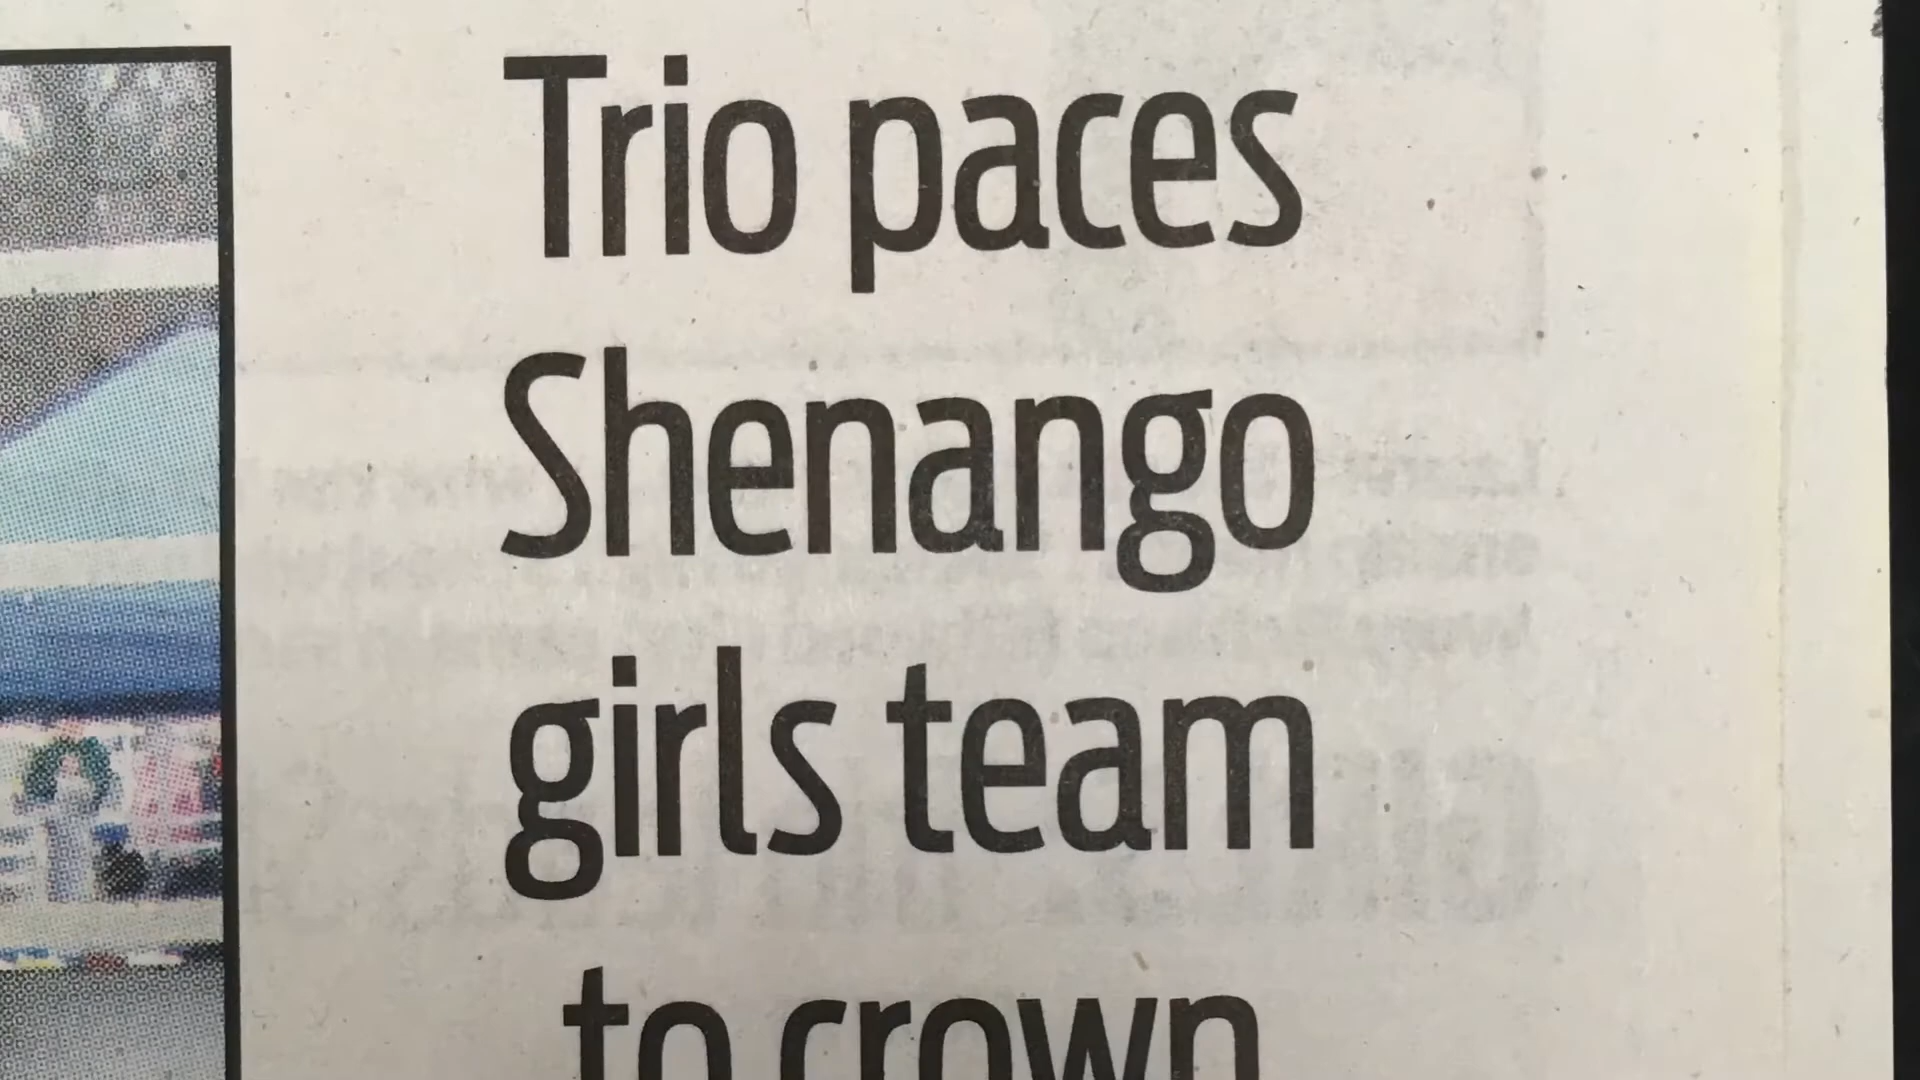 Trio paces
Shenango
girls team
to crown